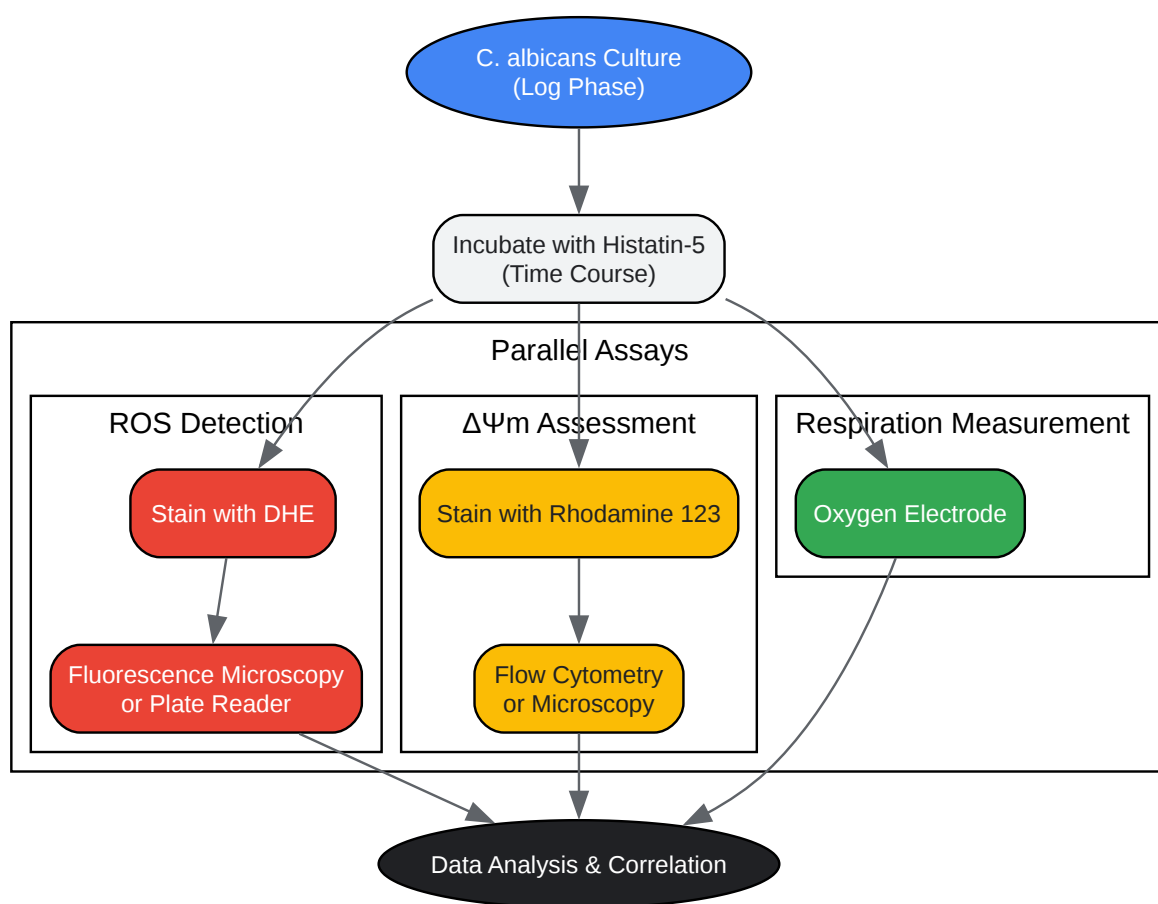 C. albicans Culture
(Log Phase)
Incubate with Histatin-5
(Time Course)
Parallel Assays
ROS Detection
ΔΨm Assessment
Respiration Measurement
Stain with DHE
Stain with Rhodamine 123
Oxygen Electrode
Fluorescence Microscopy
or Plate Reader
Flow Cytometry
or Microscopy
Data Analysis & Correlation